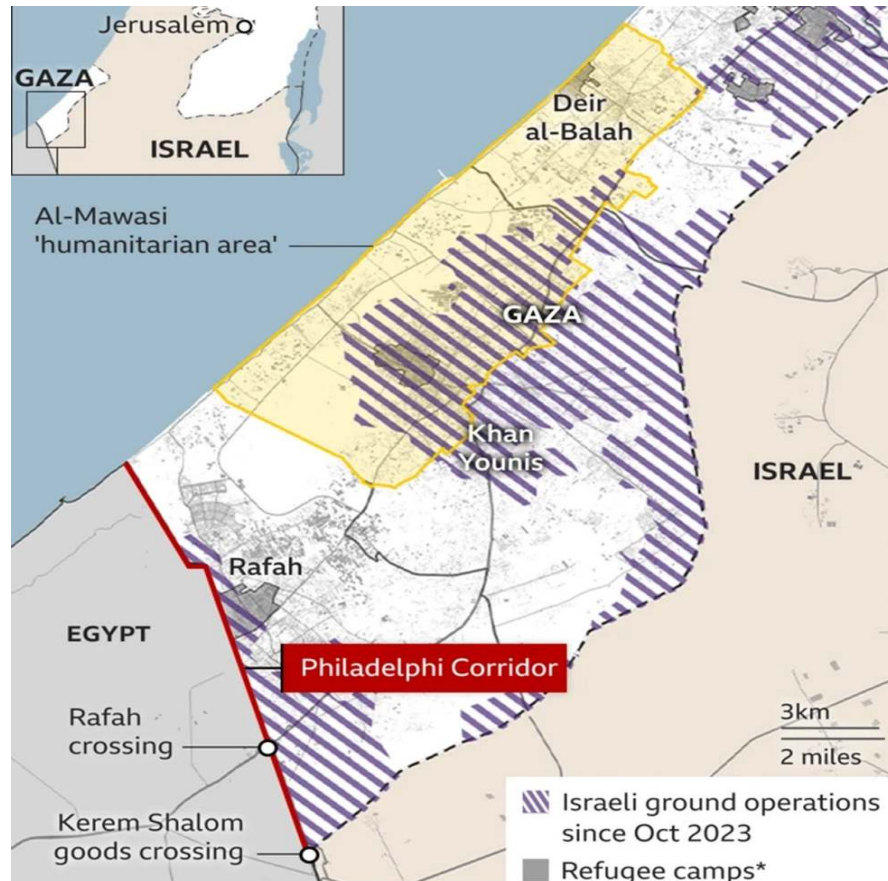 Jerusalem
GAZA
ISRAEL
Al-Mawasi
'humanitarian area'
Deir
al-Balah
GAZA
Khan
Younis
ISRAEL
Rafah
EGYPT
Philadelphi Corridor
Rafah
crossing
3km
2 miles
Kerem Shalom
goods crossing
Israeli ground operations
since Oct 2023
Refugee camps*